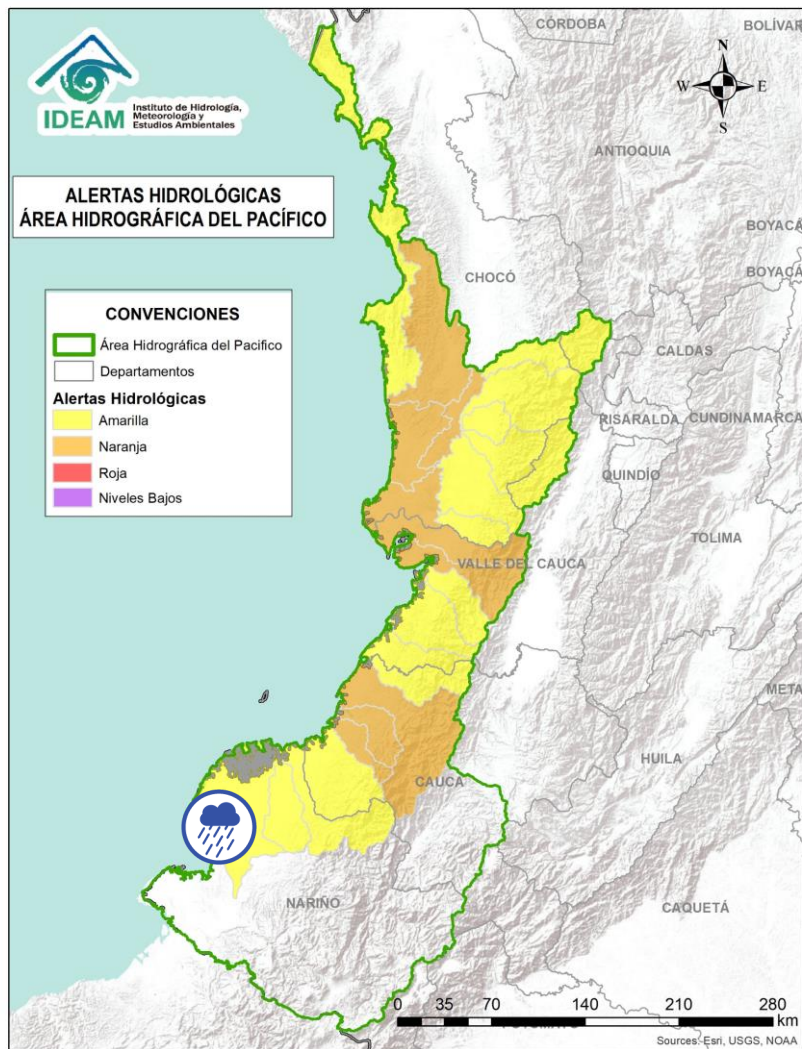 IDEAM
Instituto de Hidrología,
Meteorología y
Estudios Ambientales
ALERTAS HIDROLÓGICAS
ÁREA HIDROGRÁFICA DEL PACÍFICO
CONVENCIONES
Área Hidrográfica del Pacifico
Departamentos
Alertas Hidrológicas
Amarilla
Naranja
Roja
Niveles Bajos
N
W
E
S
CÓRDOBA
BOLÍVAR
ANTIOQUIA
BOYACÁ
BOYACÁ
CHOCÓ
CALDAS
RISARALDA
CUNDINAMARCA
QUINDÍO
TOLIMA
VALLE DEL CAUCA
META
HUILA
CAUCA
NARIÑO
CAQUETÁ
0 35 70 140 210 280
km
Sources: Esri, USGS, NOAA